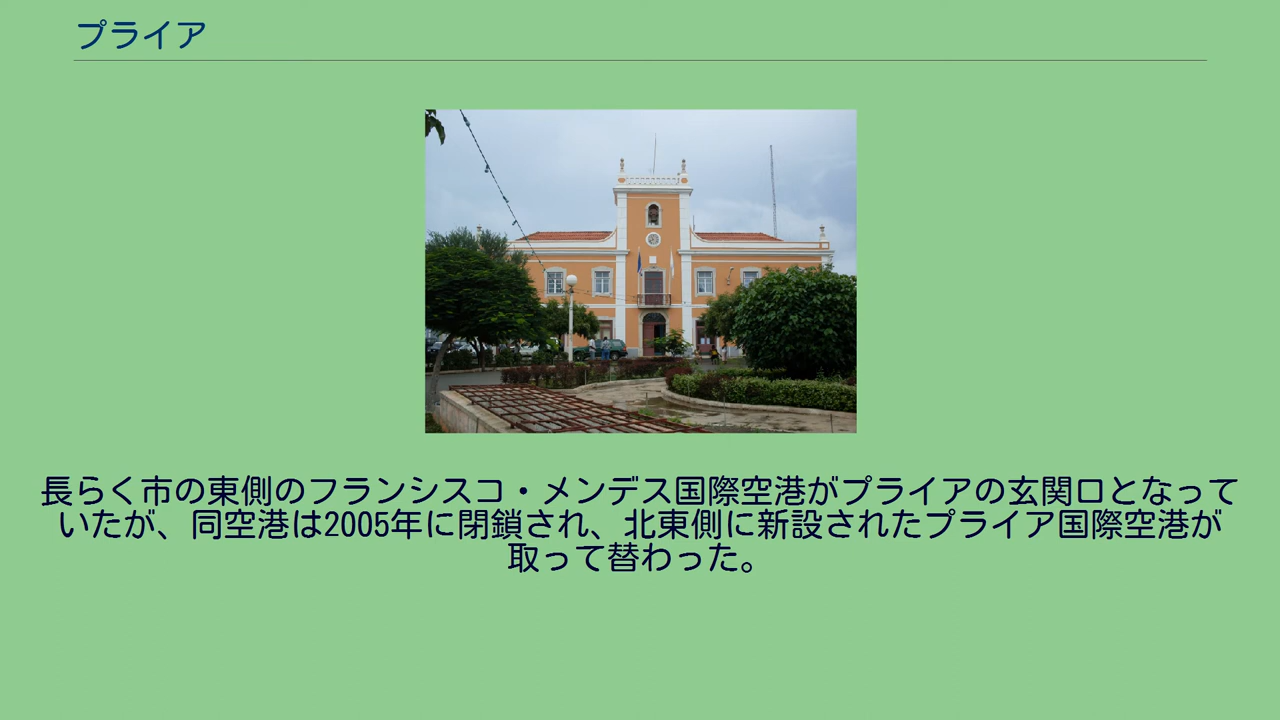 プライア
長らく市の東側のフランシスコ・メンデス国際空港がプライアの玄関口となって
いたが、同空港は2005年に閉鎖され、北東側に新設されたプライア国際空港が
取って替わった。